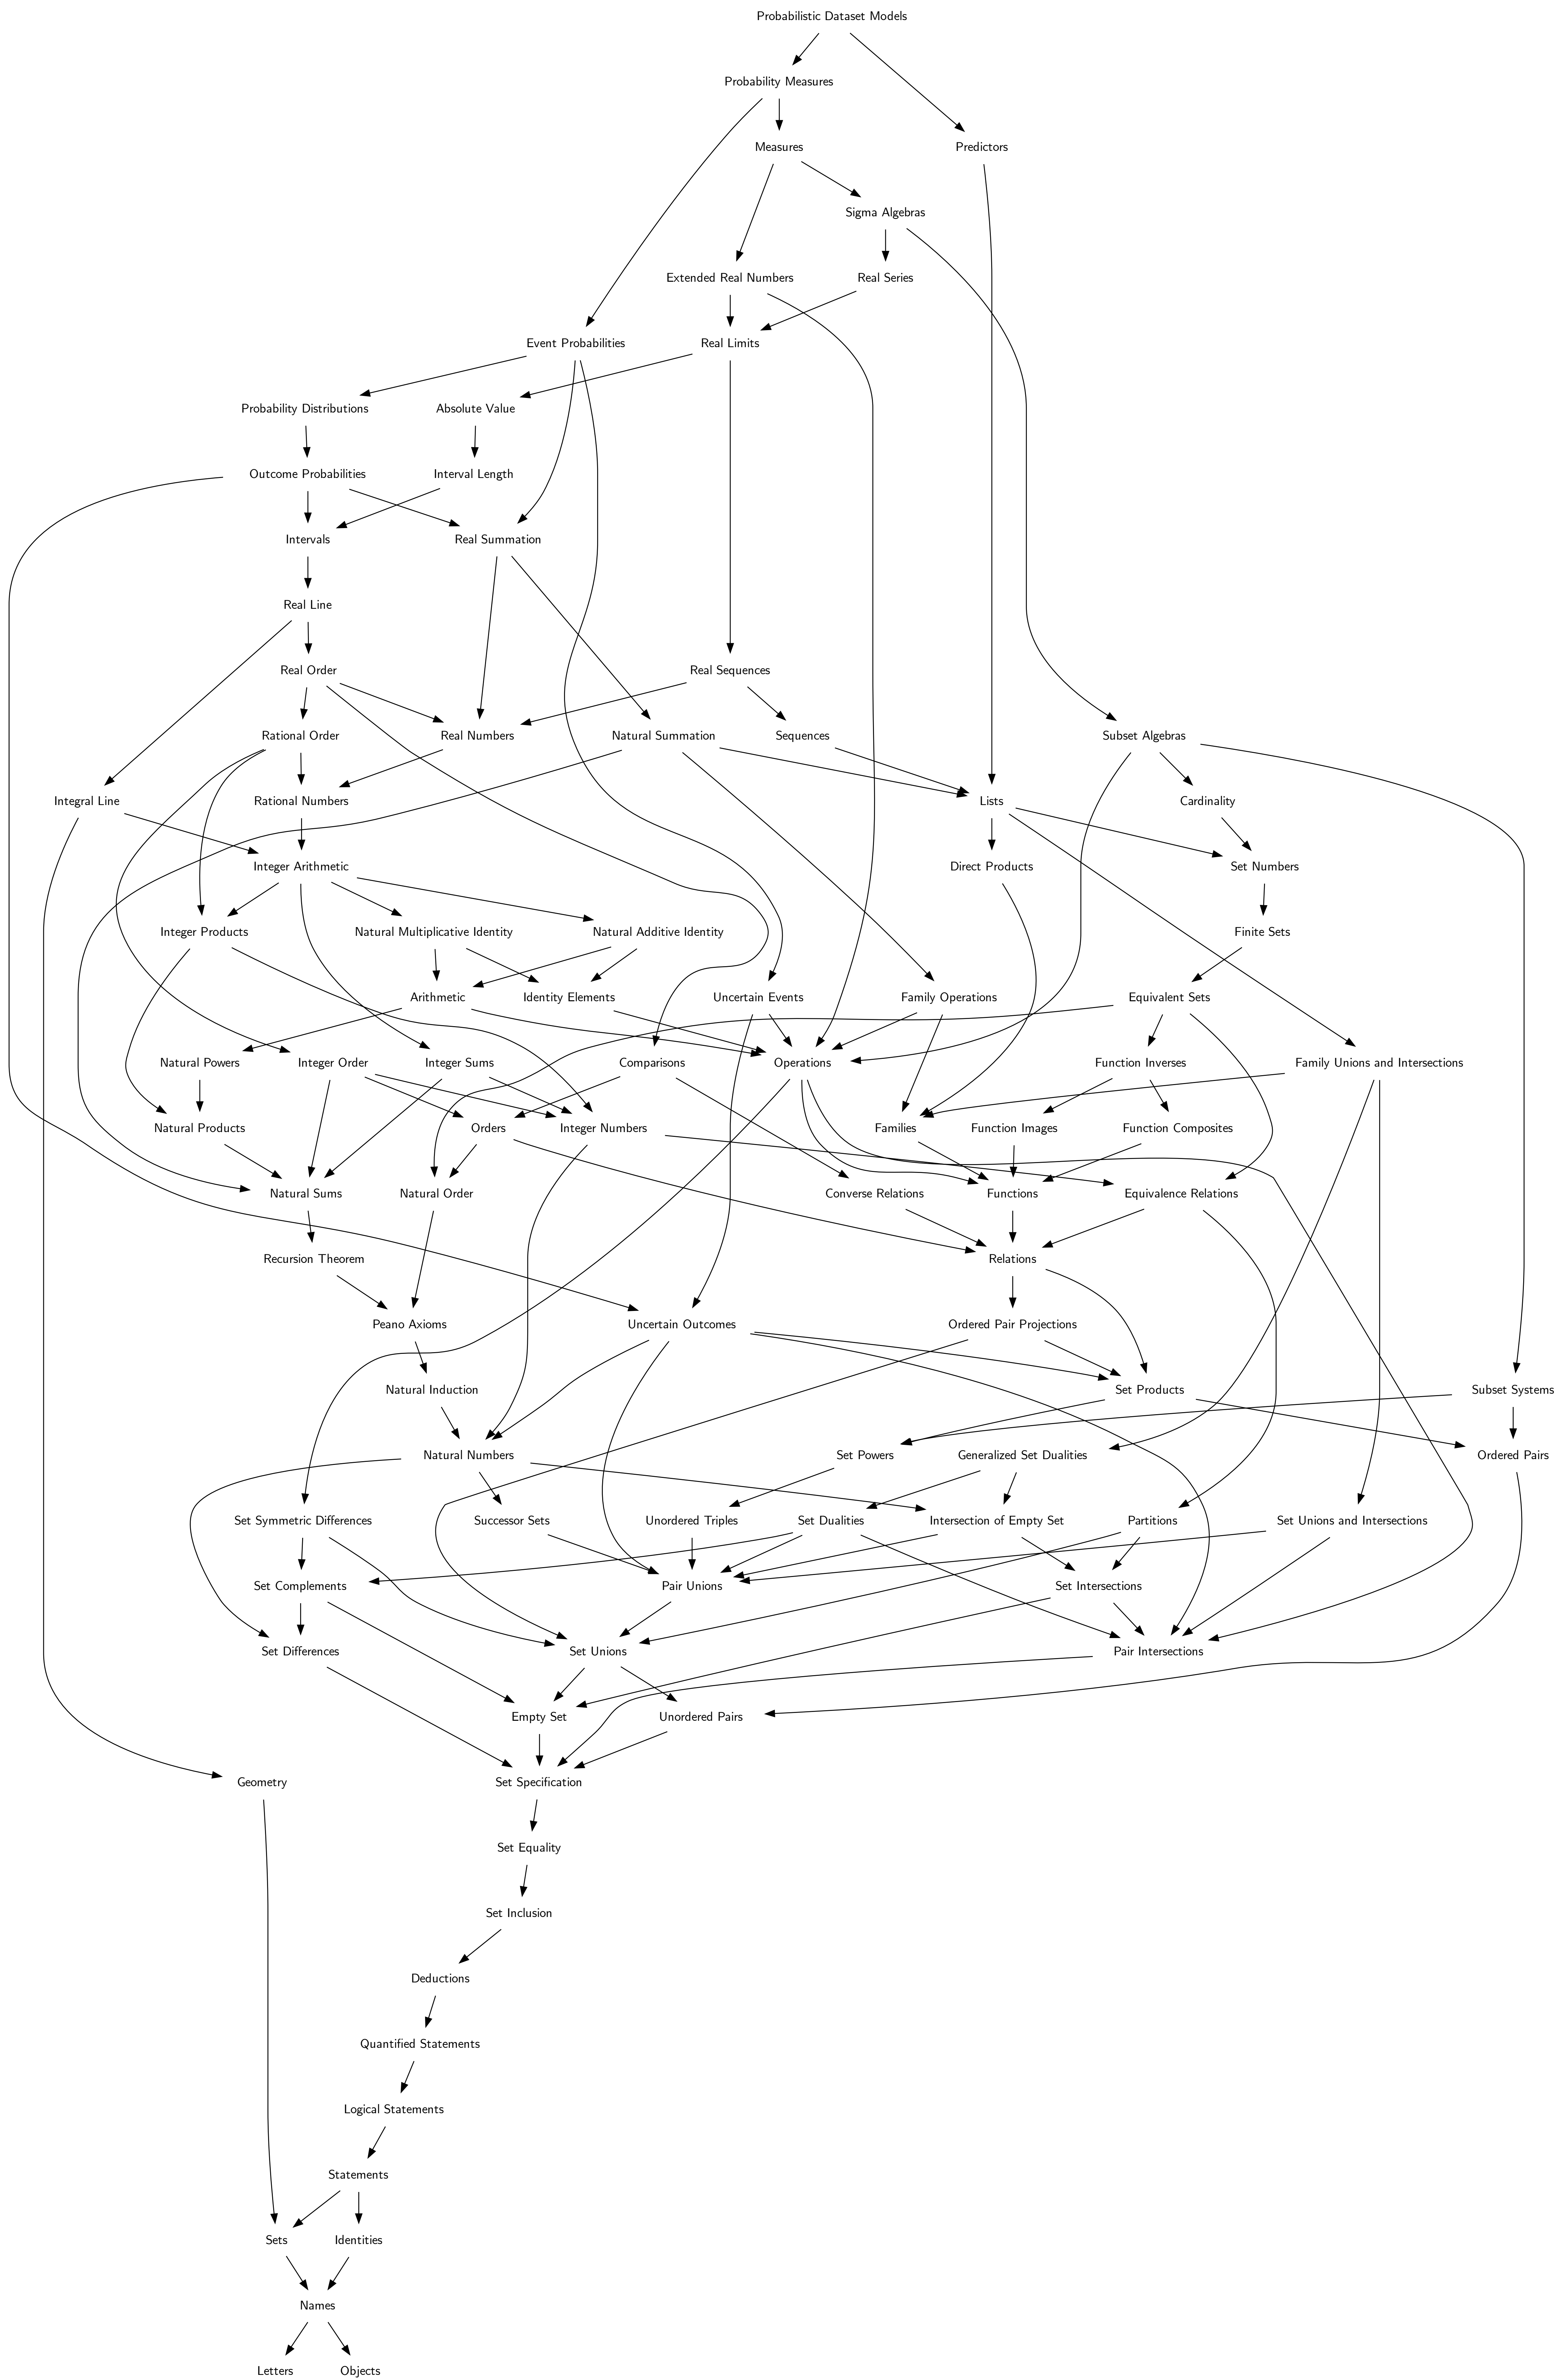 Probabilistic Dataset Models
Probability Measures
Measures
Predictors
Sigma Algebras
Extended Real Numbers
Real Series
Event Probabilities
Real Limits
Probability Distributions
Absolute Value
Outcome Probabilities
Interval Length
Intervals
Real Summation
Real Line
Real Order
Real Sequences
Rational Order
Real Numbers
Natural Summation
Sequences
Subset Algebras
Integral Line
Rational Numbers
Lists
Cardinality
Integer Arithmetic
Direct Products
Set Numbers
Integer Products
Natural Multiplicative Identity
Natural Additive Identity
Finite Sets
Arithmetic
Identity Elements
Uncertain Events
Family Operations
Equivalent Sets
Natural Powers
Integer Order
Integer Sums
Comparisons
Operations
Function Inverses
Family Unions and Intersections
Natural Products
Orders
Integer Numbers
Families
Function Images
Function Composites
Natural Sums
Natural Order
Converse Relations
Functions
Equivalence Relations
Recursion Theorem
Relations
Peano Axioms
Uncertain Outcomes
Ordered Pair Projections
Natural Induction
Set Products
Subset Systems
Natural Numbers
Set Powers
Generalized Set Dualities
Ordered Pairs
Set Symmetric Differences
Successor Sets
Unordered Triples
Set Dualities
Intersection of Empty Set
Partitions
Set Unions and Intersections
Set Complements
Pair Unions
Set Intersections
Set Differences
Set Unions
Pair Intersections
Empty Set
Unordered Pairs
Geometry
Set Specification
Set Equality
Set Inclusion
Deductions
Quantified Statements
Logical Statements
Statements
Sets
Identities
Names
Letters
Objects